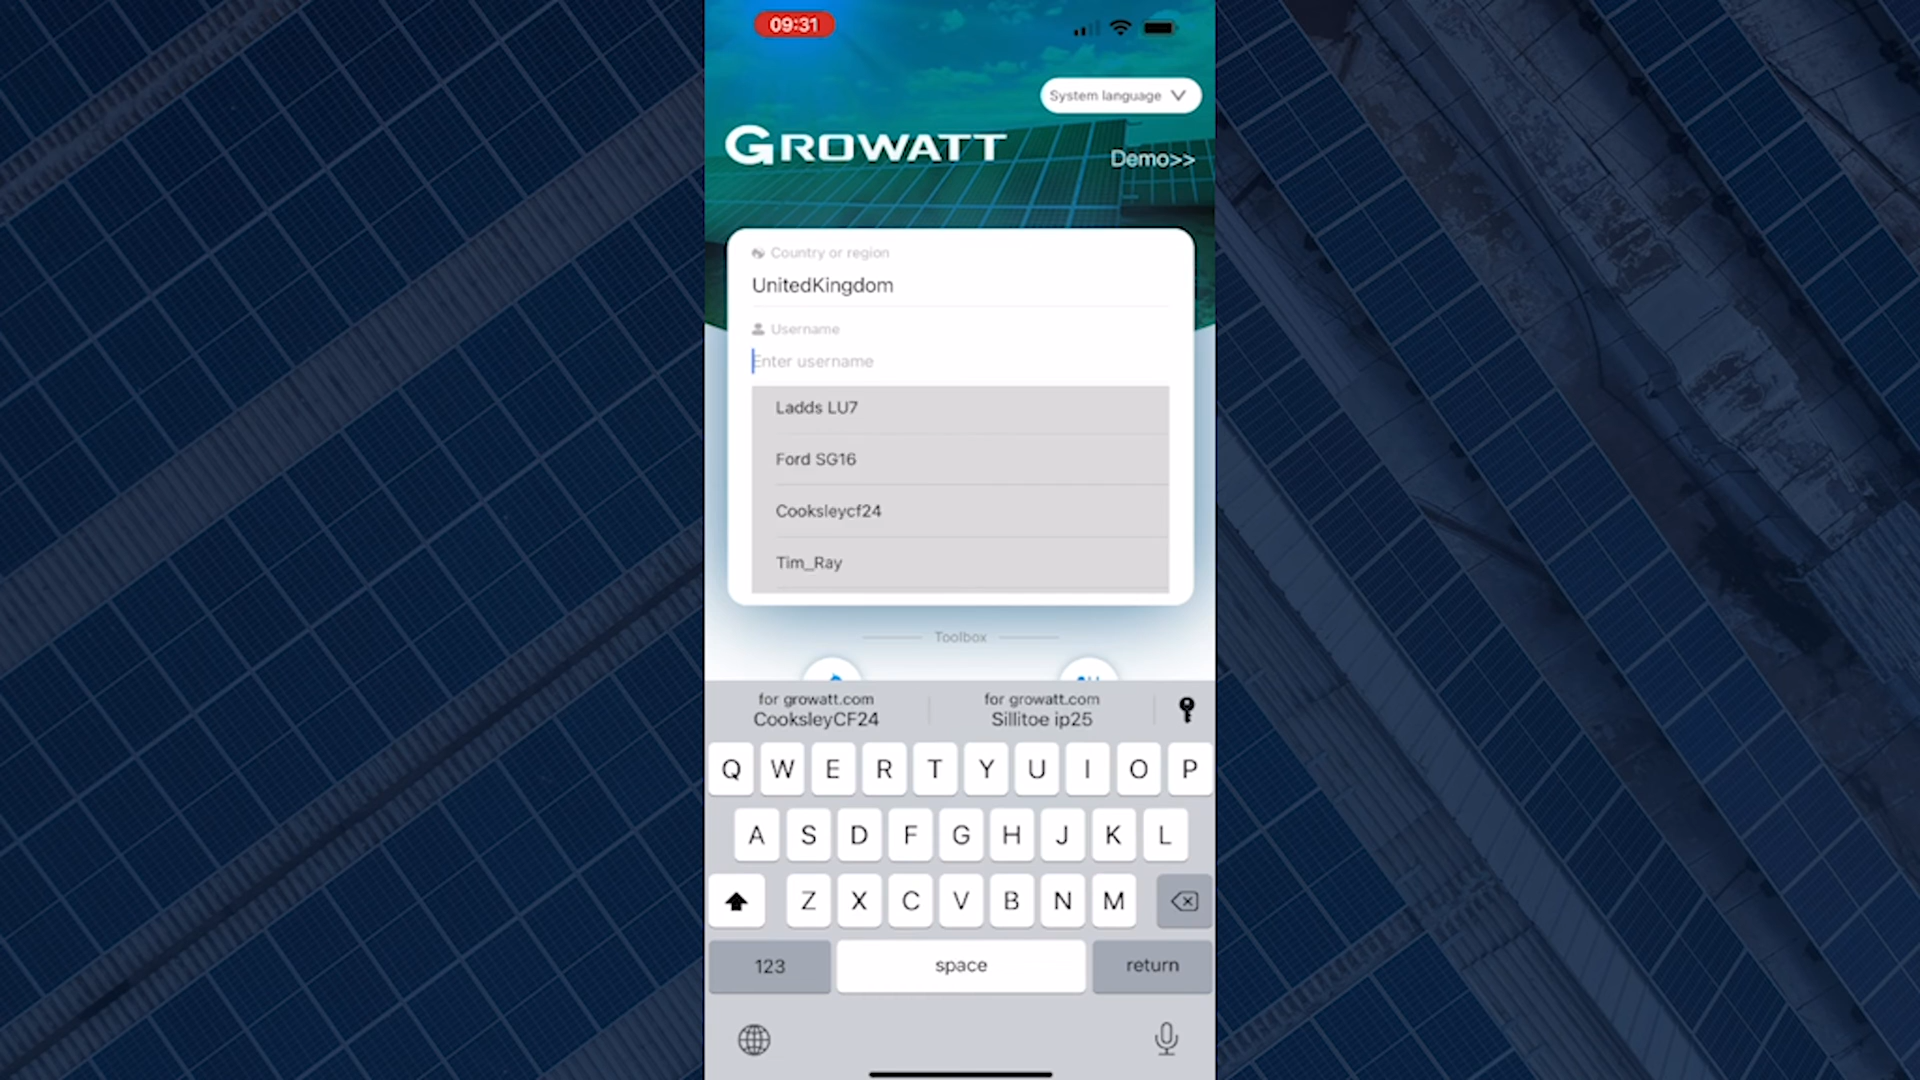 09:31
System language
GROWATT
Demo>>
Country or region
UnitedKingdom
Username
Enter username
Ladds LU7
Ford SG16
Cooksleycf24
Tim_Ray
Toolbox
for growatt.com
CooksleyCF24
for growatt.com
Sillitoe ip25
Q W E R T Y U I O P
A S D F G H J K L
Z X C V B N M
123
space
return